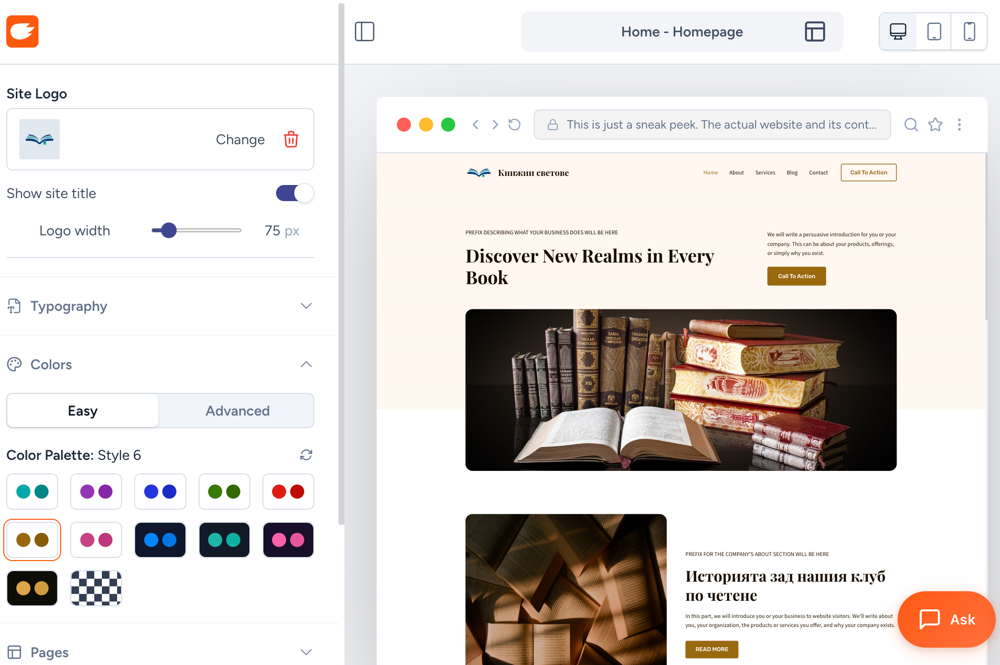 Home - Homepage
Site Logo
Change
Show site title
Logo width
75 px
Typography
Colors
Easy
Advanced
Color Palette: Style 6
Pages
This is just a sneak peek. The actual website and its cont...
Книжни светове
Home
About
Services
Blog
Contact
Call To Action
PREFIX DESCRIBING WHAT YOUR BUSINESS DOES WILL BE HERE
Discover New Realms in Every
Book
We will write a persuasive introduction for you or your
company. This can be about your products, offerings,
or simply why you exist.
Call To Action
PREFIX FOR THE COMPANY'S ABOUT SECTION WILL BE HERE
Историята зад нашия клуб
по четене
In this part, we will introduce you or your business to website visitors. We'll write about
you, your organization, the products or services you offer, and why your company exists.
READ MORE
Ask